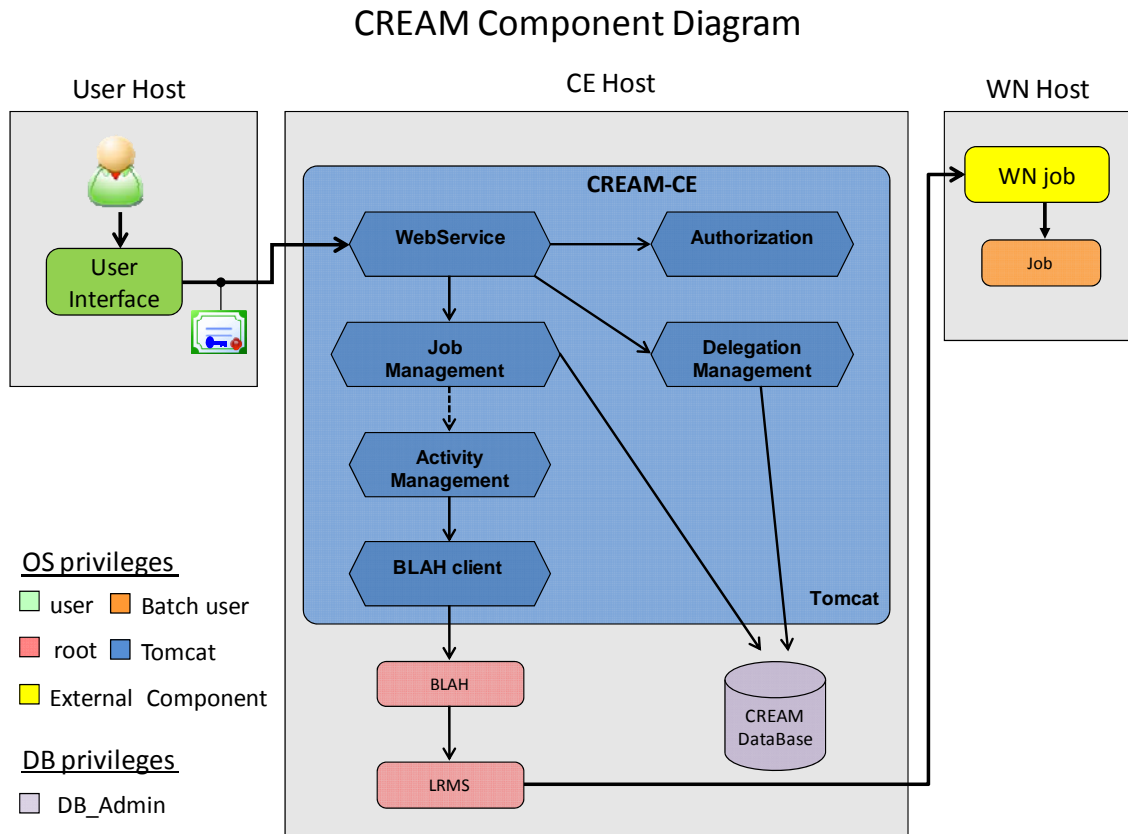 CREAM Component Diagram
User Host
CE Host
WN Host
CREAM-CE
WN job
WebService
Authorization
User
Interface
Job
Job
Management
Delegation
Management
Activity
Management
BLAH client
Tomcat
OS privileges
user
Batch user
root
Tomcat
External Component
BLAH
CREAM
DataBase
DB privileges
LRMS
DB_Admin